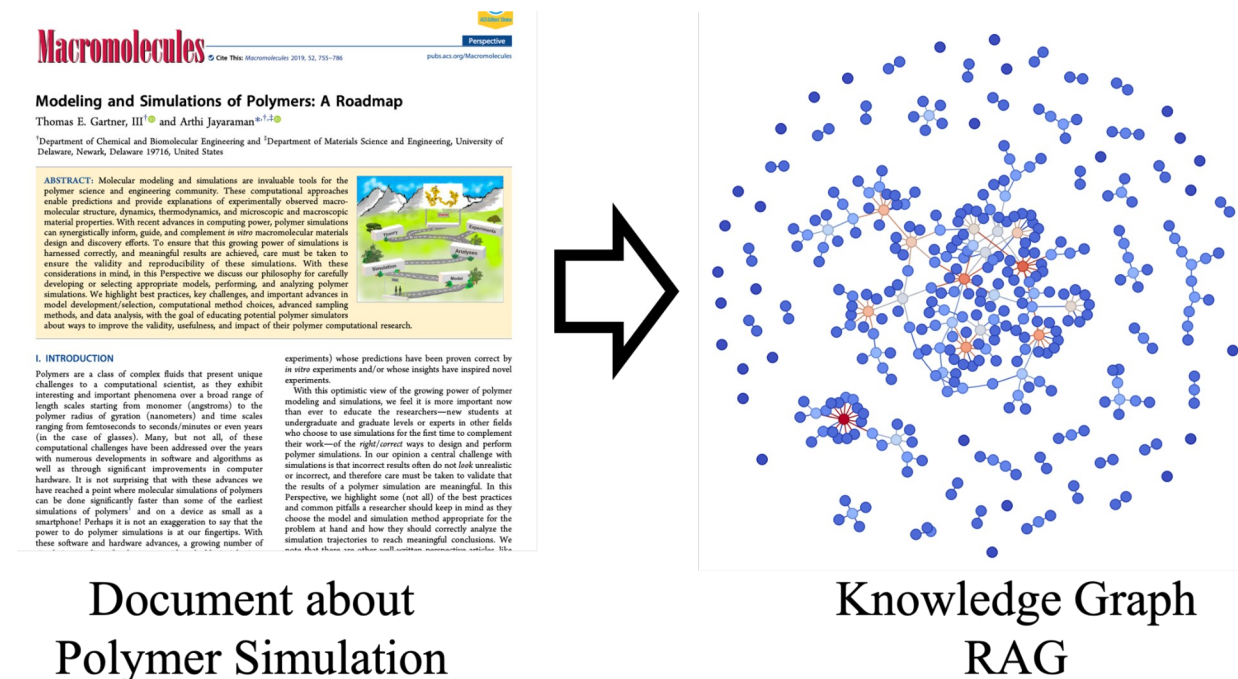 Macromolecules
Cite This: Macromolecules 2019, 52, 755−786
Perspective
pubs.acs.org/Macromolecules
Modeling and Simulations of Polymers: A Roadmap
Thomas E. Gartner, III† and Arthi Jayaraman*,†,‡
†Department of Chemical and Biomolecular Engineering and ‡Department of Materials Science and Engineering, University of
Delaware, Newark, Delaware 19716, United States
ABSTRACT: Molecular modeling and simulations are invaluable tools for the
polymer science and engineering community. These computational approaches
enable predictions and provide explanations of experimentally observed macro-
molecular structure, dynamics, thermodynamics, and microscopic and macroscopic
material properties. With recent advances in computing power, polymer simulations
can synergistically inform, guide, and complement in vitro macromolecular materials
design and discovery efforts. To ensure that this growing power of simulations is
harnessed correctly, and meaningful results are achieved, care must be taken to
ensure the validity and reproducibility of these simulations. With these
considerations in mind, in this Perspective we discuss our philosophy for carefully
developing or selecting appropriate models, performing, and analyzing polymer
simulations. We highlight best practices, key challenges, and important advances in
model development/selection, computational method choices, advanced sampling
methods, and data analysis, with the goal of educating potential polymer simulators
about ways to improve the validity, usefulness, and impact of their polymer computational research.
Theory
Experiments
Analyses
Simulation
Model
I. INTRODUCTION
Polymers are a class of complex fluids that present unique
challenges to a computational scientist, as they exhibit
interesting and important phenomena over a broad range of
length scales starting from monomer (angstroms) to the
polymer radius of gyration (nanometers) and time scales
ranging from femtoseconds to seconds/minutes or even years
(in the case of glasses). Many, but not all, of these
computational challenges have been addressed over the years
with numerous developments in software and algorithms as
well as through significant improvements in computer
hardware. It is not surprising that with these advances we
have reached a point where molecular simulations of polymers
can be done significantly faster than some of the earliest
simulations of polymers and on a device as small as a
smartphone! Perhaps it is not an exaggeration to say that the
power to do polymer simulations is at our fingertips. With
these software and hardware advances, a growing number of
experiments) whose predictions have been proven correct by
in vitro experiments and/or whose insights have inspired novel
experiments.
With this optimistic view of the growing power of polymer
modeling and simulations, we feel it is more important now
than ever to educate the researchers—new students at
undergraduate and graduate levels or experts in other fields
who choose to use simulations for the first time to complement
their work—of the right/correct ways to design and perform
polymer simulations. In our opinion a central challenge with
simulations is that incorrect results often do not look unrealistic
or incorrect, and therefore care must be taken to validate that
the results of a polymer simulation are meaningful. In this
Perspective, we highlight some (not all) of the best practices
and common pitfalls a researcher should keep in mind as they
choose the model and simulation method appropriate for the
problem at hand and how they should correctly analyze the
simulation trajectories to reach meaningful conclusions. We
note that there are other well-written perspective articles, like
Document about
Polymer Simulation
Knowledge Graph
RAG